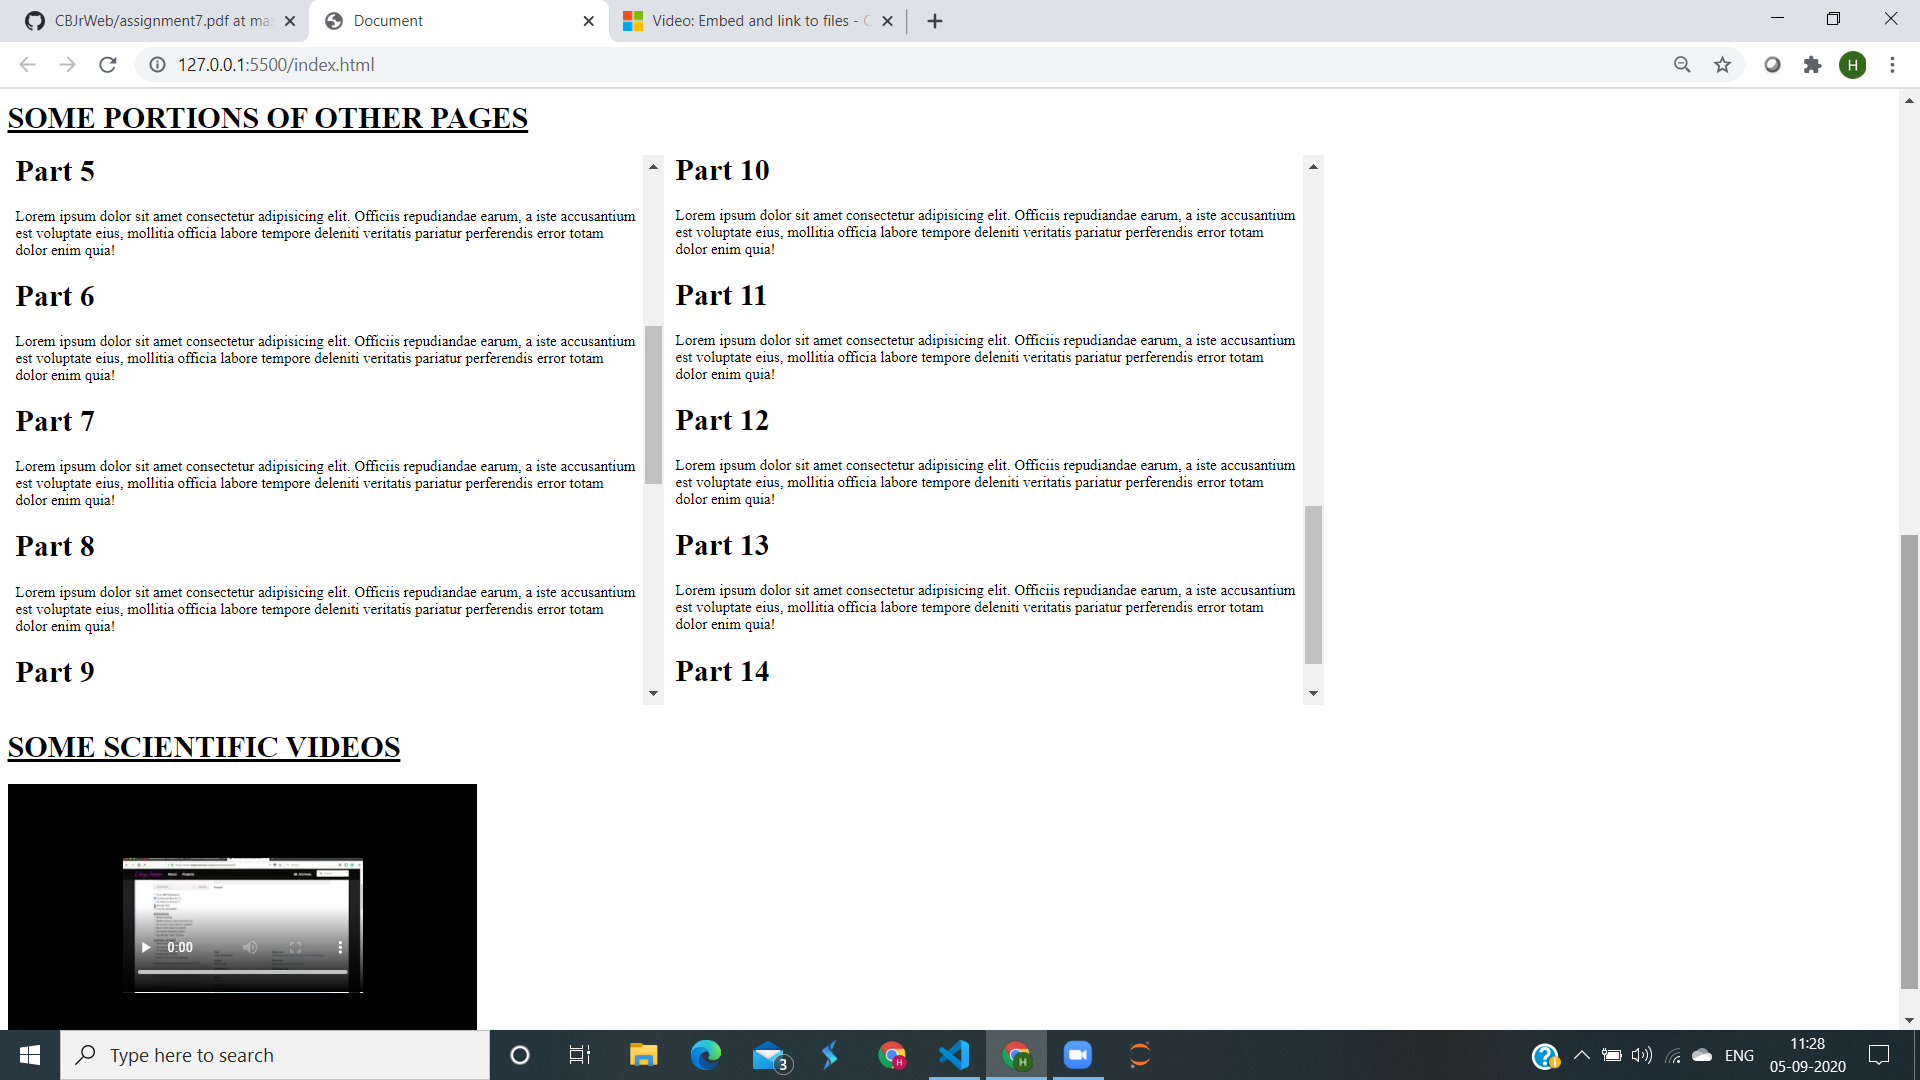 CBJrWeb/assignment7.pdf at mas
Document
Video: Embed and link to files - C
127.0.0.1:5500/index.html
H
SOME PORTIONS OF OTHER PAGES
Part 5
Lorem ipsum dolor sit amet consectetur adipisicing elit. Officiis repudiandae earum, a iste accusantium
est voluptate eius, mollitia officia labore tempore deleniti veritatis pariatur perferendis error totam
dolor enim quia!
Part 6
Lorem ipsum dolor sit amet consectetur adipisicing elit. Officiis repudiandae earum, a iste accusantium
est voluptate eius, mollitia officia labore tempore deleniti veritatis pariatur perferendis error totam
dolor enim quia!
Part 7
Lorem ipsum dolor sit amet consectetur adipisicing elit. Officiis repudiandae earum, a iste accusantium
est voluptate eius, mollitia officia labore tempore deleniti veritatis pariatur perferendis error totam
dolor enim quia!
Part 8
Lorem ipsum dolor sit amet consectetur adipisicing elit. Officiis repudiandae earum, a iste accusantium
est voluptate eius, mollitia officia labore tempore deleniti veritatis pariatur perferendis error totam
dolor enim quia!
Part 9
Part 10
Lorem ipsum dolor sit amet consectetur adipisicing elit. Officiis repudiandae earum, a iste accusantium
est voluptate eius, mollitia officia labore tempore deleniti veritatis pariatur perferendis error totam
dolor enim quia!
Part 11
Lorem ipsum dolor sit amet consectetur adipisicing elit. Officiis repudiandae earum, a iste accusantium
est voluptate eius, mollitia officia labore tempore deleniti veritatis pariatur perferendis error totam
dolor enim quia!
Part 12
Lorem ipsum dolor sit amet consectetur adipisicing elit. Officiis repudiandae earum, a iste accusantium
est voluptate eius, mollitia officia labore tempore deleniti veritatis pariatur perferendis error totam
dolor enim quia!
Part 13
Lorem ipsum dolor sit amet consectetur adipisicing elit. Officiis repudiandae earum, a iste accusantium
est voluptate eius, mollitia officia labore tempore deleniti veritatis pariatur perferendis error totam
dolor enim quia!
Part 14
SOME SCIENTIFIC VIDEOS
0:00
Type here to search
3
H
H
ENG
11:28
05-09-2020